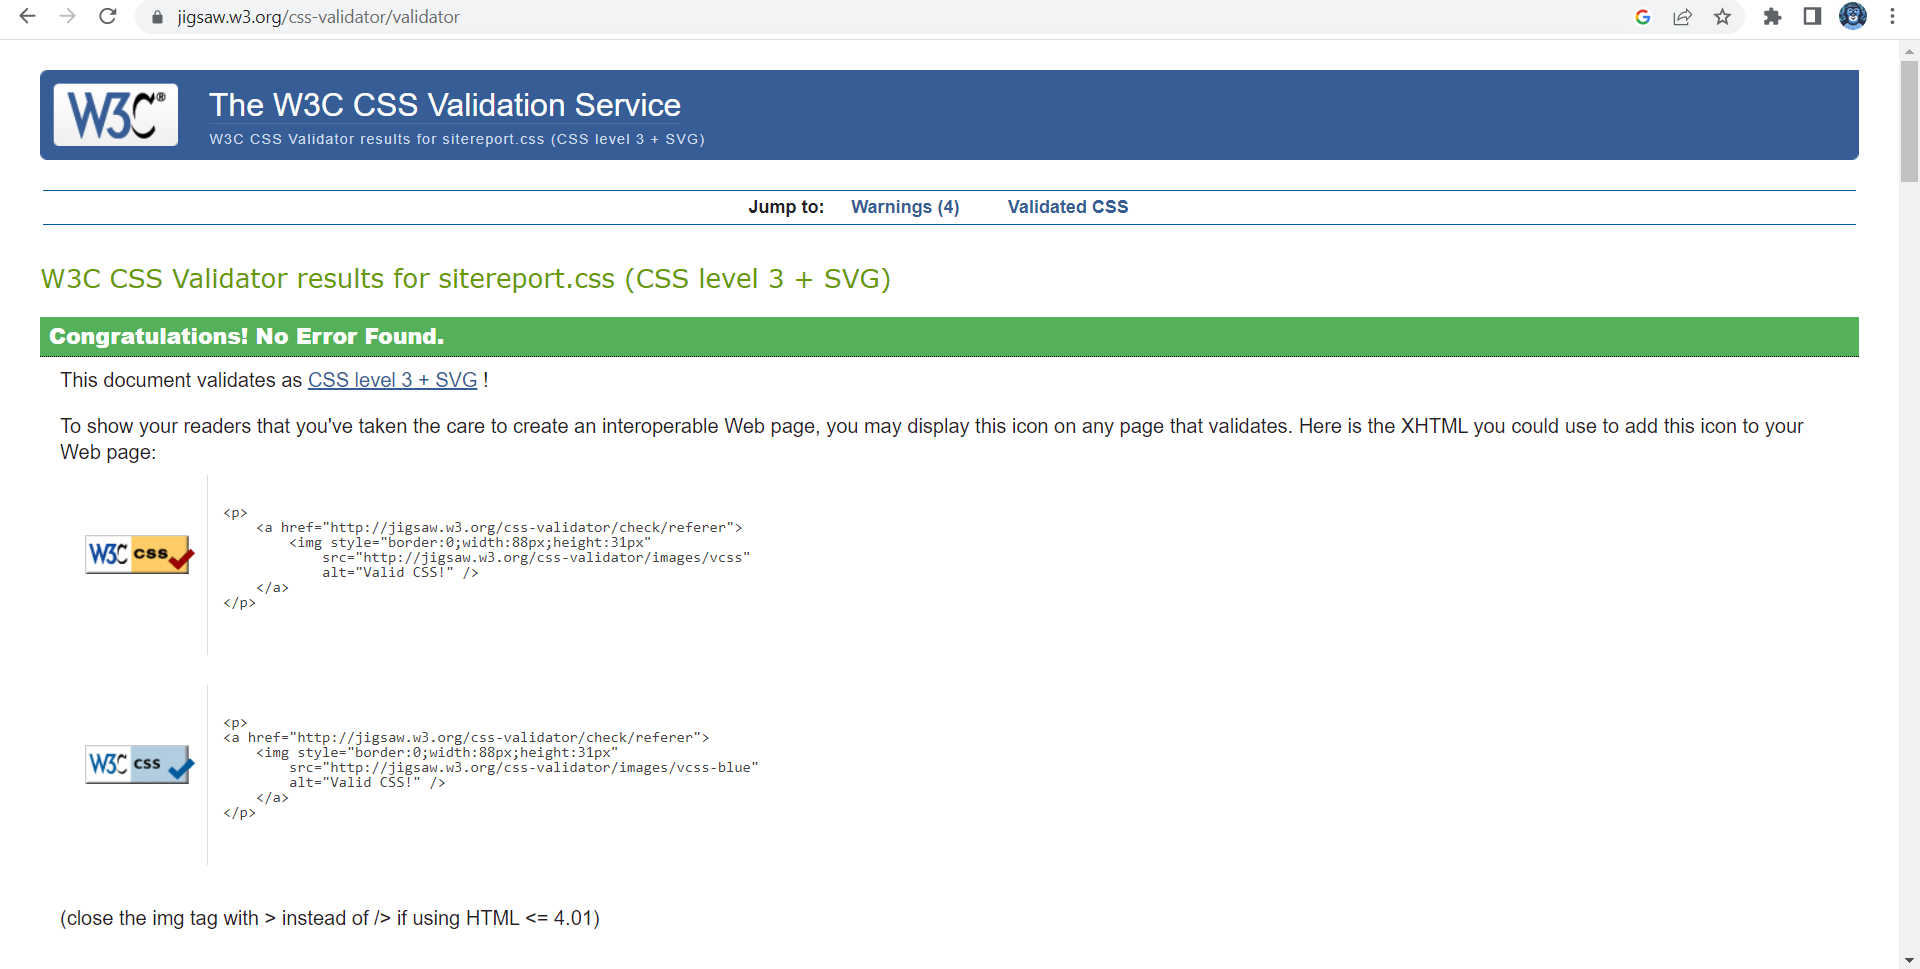 jigsaw.w3.org/css-validator/validator
W3C®
The W3C CSS Validation Service
W3C CSS Validator results for sitereport.css (CSS level 3 + SVG)
Jump to: Warnings (4) Validated CSS
W3C CSS Validator results for sitereport.css (CSS level 3 + SVG)
Congratulations! No Error Found.
This document validates as CSS level 3 + SVG !
To show your readers that you've taken the care to create an interoperable Web page, you may display this icon on any page that validates. Here is the XHTML you could use to add this icon to your
Web page:
W3C css
<p>
    <a href="http://jigsaw.w3.org/css-validator/check/referer">
        <img style="border:0;width:88px;height:31px"
            src="http://jigsaw.w3.org/css-validator/images/vcss"
            alt="Valid CSS!" />
    </a>
</p>
W3C css
<p>
<a href="http://jigsaw.w3.org/css-validator/check/referer">
    <img style="border:0;width:88px;height:31px"
        src="http://jigsaw.w3.org/css-validator/images/vcss-blue"
        alt="Valid CSS!" />
    </a>
</p>
(close the img tag with > instead of /> if using HTML <= 4.01)